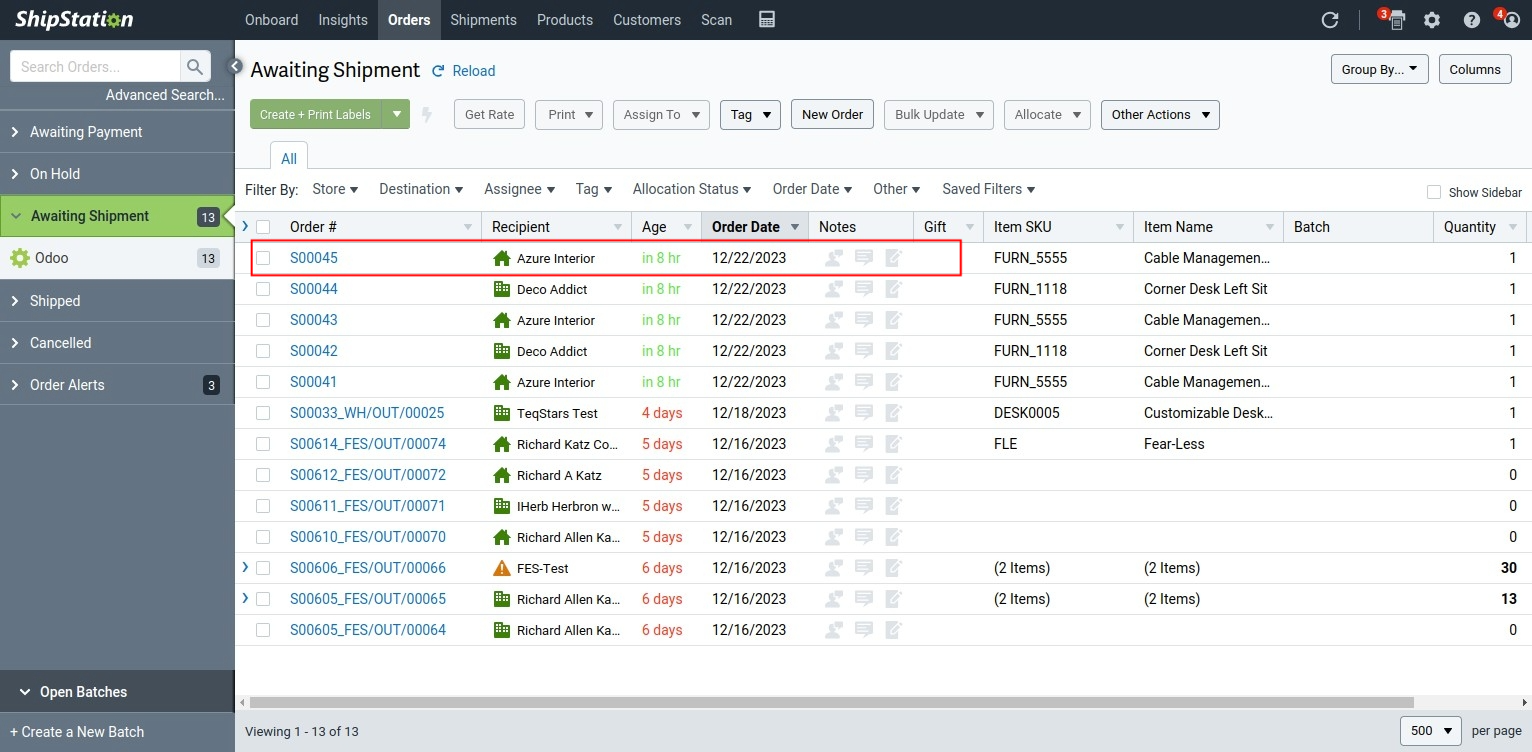 ShipStation Onboard Insights Orders Shipments Products Customers Scan 3 4
Search Orders... Awaiting Shipment Reload Group By... Columns
Advanced Search...
Create + Print Labels Get Rate Print Assign To Tag New Order Bulk Update Allocate Other Actions
Awaiting Payment
All
On Hold
Filter By: Store Destination Assignee Tag Allocation Status Order Date Other Saved Filters Show Sidebar
Awaiting Shipment 13
Odoo 13
Shipped
Cancelled
Order Alerts 3
Order # Recipient Age Order Date Notes Gift Item SKU Item Name Batch Quantity
S00045 Azure Interior in 8 hr 12/22/2023 FURN_5555 Cable Managemen... 1
S00044 Deco Addict in 8 hr 12/22/2023 FURN_1118 Corner Desk Left Sit 1
S00043 Azure Interior in 8 hr 12/22/2023 FURN_5555 Cable Managemen... 1
S00042 Deco Addict in 8 hr 12/22/2023 FURN_1118 Corner Desk Left Sit 1
S00041 Azure Interior in 8 hr 12/22/2023 FURN_5555 Cable Managemen... 1
S00033_WH/OUT/00025 TeqStars Test 4 days 12/18/2023 DESK0005 Customizable Desk... 1
S00614_FES/OUT/00074 Richard Katz Co... 5 days 12/16/2023 FLE Fear-Less 1
S00612_FES/OUT/00072 Richard A Katz 5 days 12/16/2023 0
S00611_FES/OUT/00071 IHerb Herbron w... 5 days 12/16/2023 0
S00610_FES/OUT/00070 Richard Allen Ka... 5 days 12/16/2023 0
S00606_FES/OUT/00066 FES-Test 6 days 12/16/2023 (2 Items) (2 Items) 30
S00605_FES/OUT/00065 Richard Allen Ka... 6 days 12/16/2023 (2 Items) (2 Items) 13
S00605_FES/OUT/00064 Richard Allen Ka... 6 days 12/16/2023 0
Open Batches
+ Create a New Batch
Viewing 1 - 13 of 13 500 per page